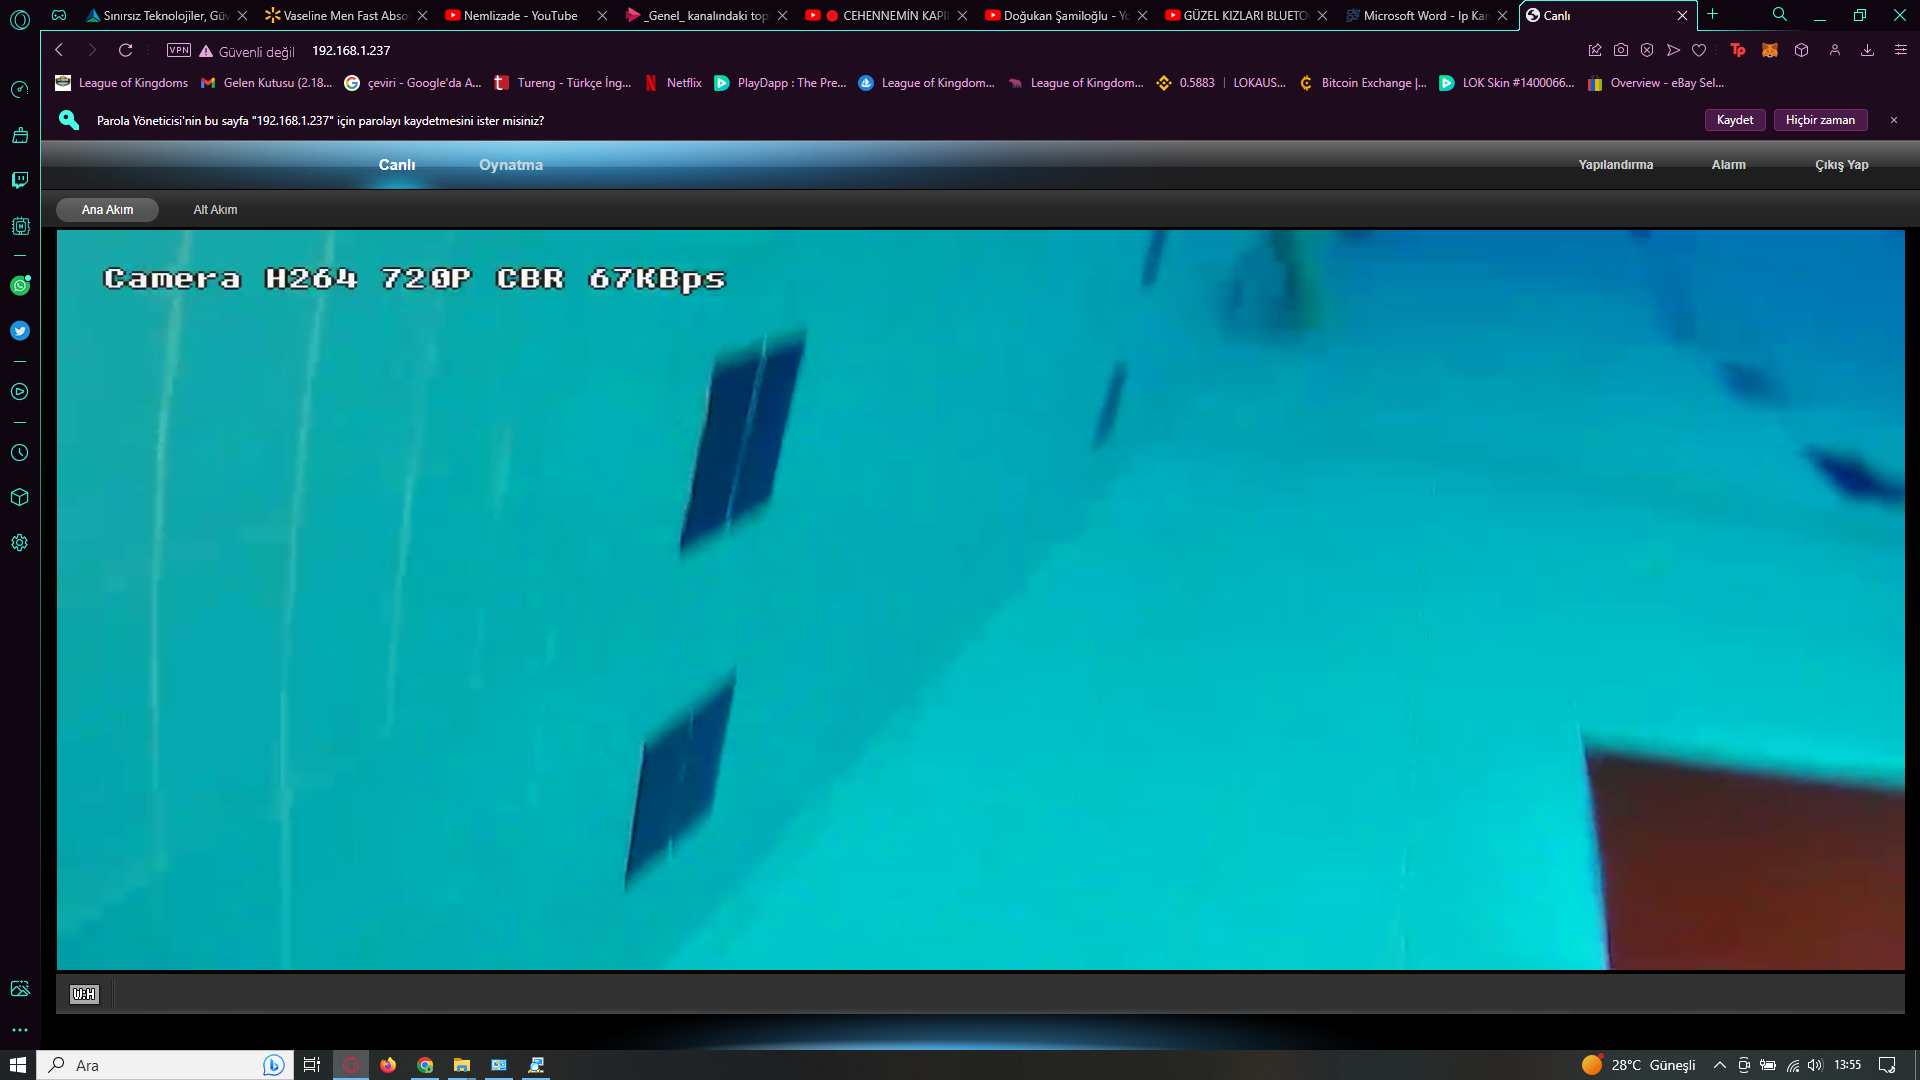 Sınırsız Teknolojiler, Gü
Vaseline Men Fast Abso
Nemlizade - YouTube
_Genel_ kanalındaki top
CEHENNEMİN KAPI
Doğukan Şamiloğlu - Yo
GÜZEL KIZLARI BLUETO
Microsoft Word - Ip Kam
Canlı
VPN
Güvenli değil
192.168.1.237
League of Kingdoms
Gelen Kutusu (2.18...
çeviri - Google'da A...
Tureng - Türkçe İng...
Netflix
PlayDapp : The Pre...
League of Kingdom...
League of Kingdom...
0.5883 | LOKAUS...
Bitcoin Exchange |...
LOK Skin #1400066...
Overview - eBay Sel...
Parola Yöneticisi'nin bu sayfa "192.168.1.237" için parolayı kaydetmesini ister misiniz?
Kaydet
Hiçbir zaman
Canlı
Oynatma
Yapılandırma
Alarm
Çıkış Yap
Ana Akım
Alt Akım
Camera H264 720P CBR 67KBps
W:H
Ara
28°C Güneşli
13:55